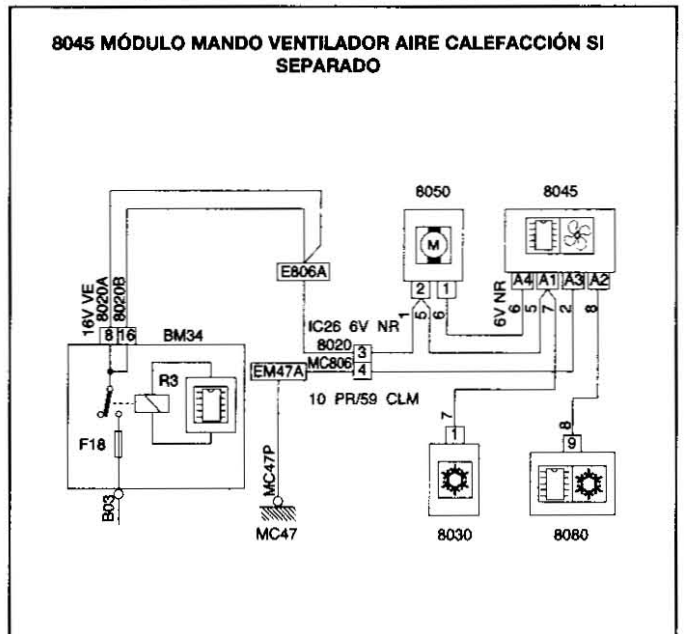 8045 MÓDULO MANDO VENTILADOR AIRE CALEFACCIÓN SI
SEPARADO
8050
8045
M
E806A
2 1
A4 A1 A3 A2
16V VE
8020A
8020B
6V NR
1 5 6
6 5 7 2 8
IC26 6V NR
8 16
BM34
8020
3
MC806
4
EM47A
R3
10 PR/59 CLM
F18
7
1
8
9
MC47P
B03
MC47
8030
8080